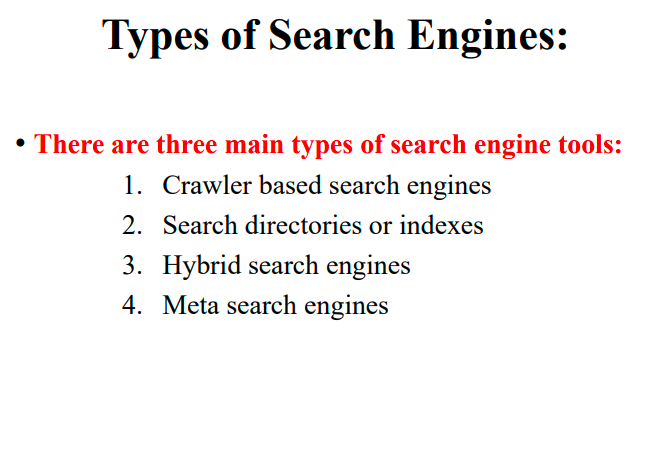 Types of Search Engines:
• There are three main types of search engine tools:
1. Crawler based search engines
2. Search directories or indexes
3. Hybrid search engines
4. Meta search engines